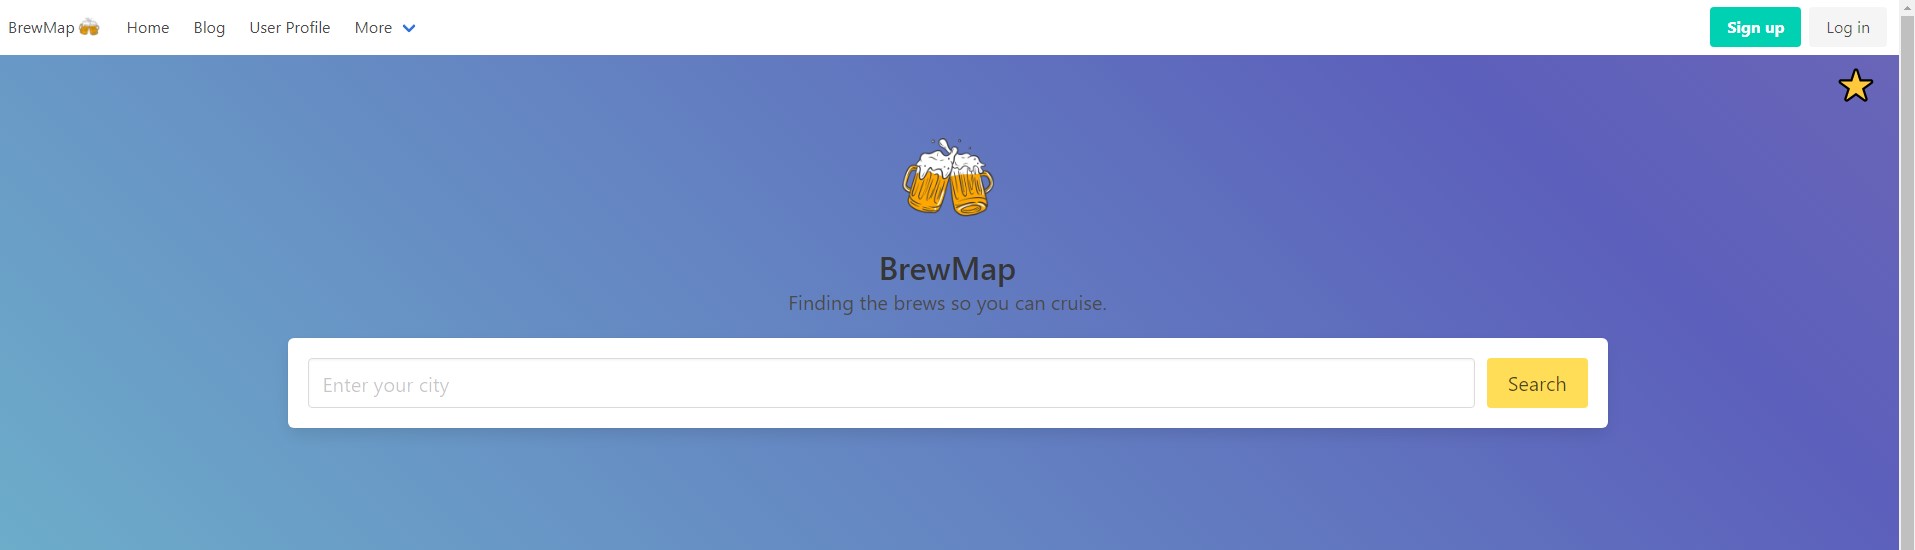 BrewMap Home Blog User Profile More Sign up Log in
BrewMap
Finding the brews so you can cruise.
Enter your city Search